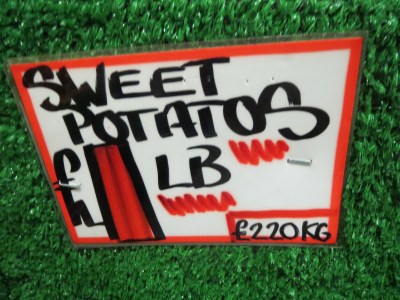 SWEET
POTATOS
£1 LB
£220KG